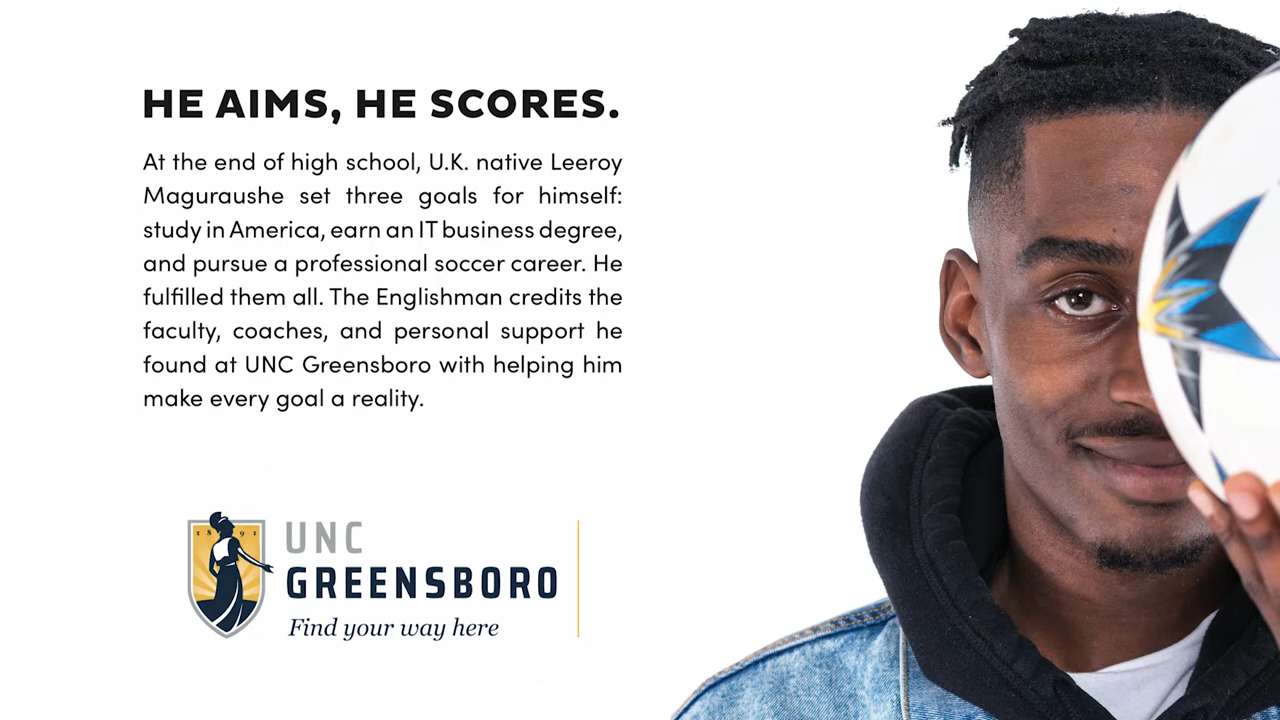 HE AIMS, HE SCORES.
At the end of high school, U.K. native Leeroy
Maguraushe set three goals for himself:
study in America, earn an IT business degree,
and pursue a professional soccer career. He
fulfilled them all. The Englishman credits the
faculty, coaches, and personal support he
found at UNC Greensboro with helping him
make every goal a reality.
18 91
UNC
GREENSBORO
Find your way here